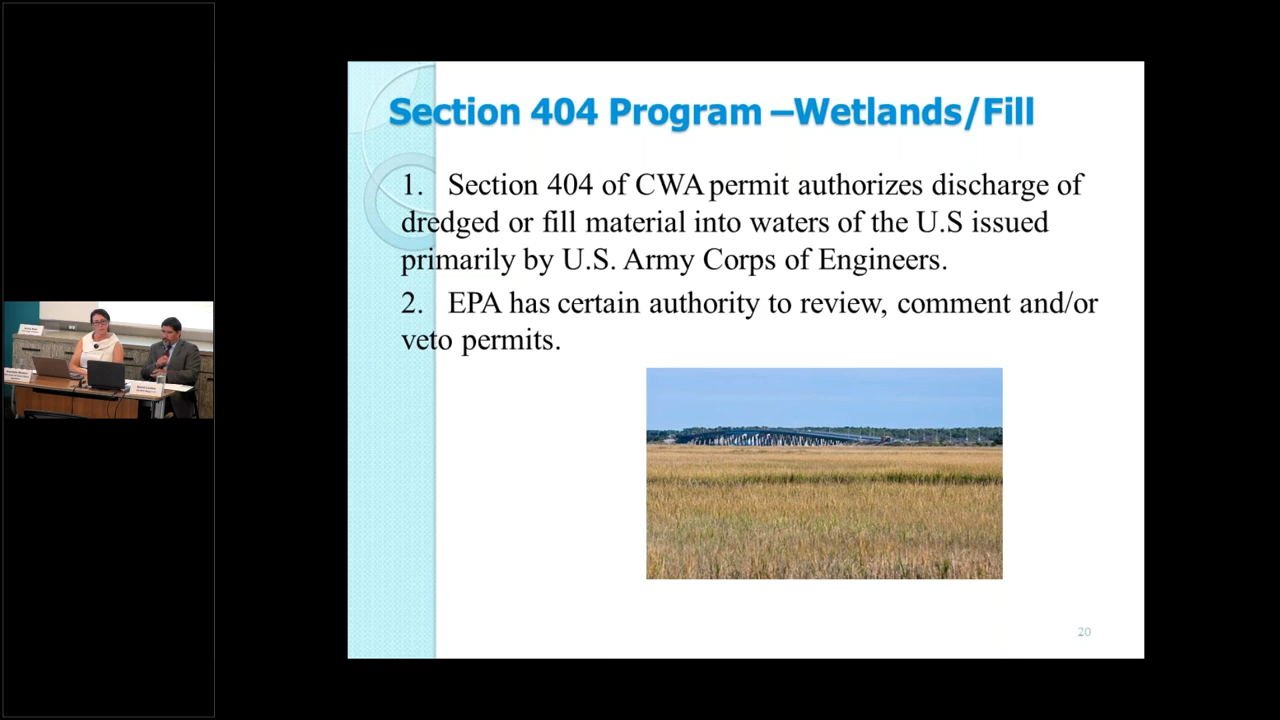 Section 404 Program –Wetlands/Fill
1. Section 404 of CWA permit authorizes discharge of
dredged or fill material into waters of the U.S issued
primarily by U.S. Army Corps of Engineers.
2. EPA has certain authority to review, comment and/or
veto permits.
20